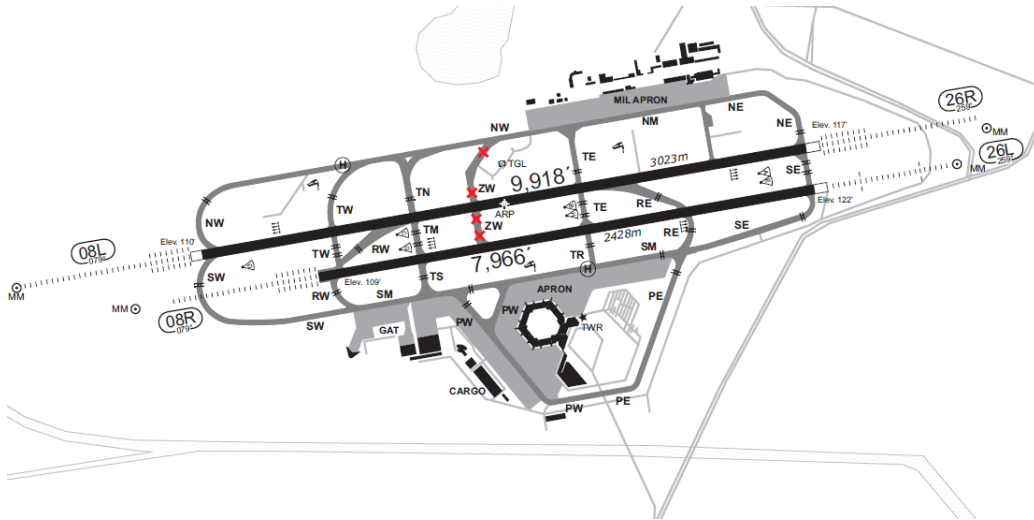 MIL APRON
26R
259°
NE
NM
NE
Elev. 117'
MM
NW
TE
3023m
26L
259°
MM
H
TGL
9,918´
SE
TN
ZW
ARP
TW
NW
TM
ZW
TE
RE
Elev. 122'
RE
SE
Elev. 110'
TW
RW
2428m
SM
08L
079°
SW
7,966´
TR
MM
Elev. 109'
TS
H
RW
SM
APRON
PE
MM
08R
079°
SW
GAT
PW
PW
TWR
CARGO
PW
PE